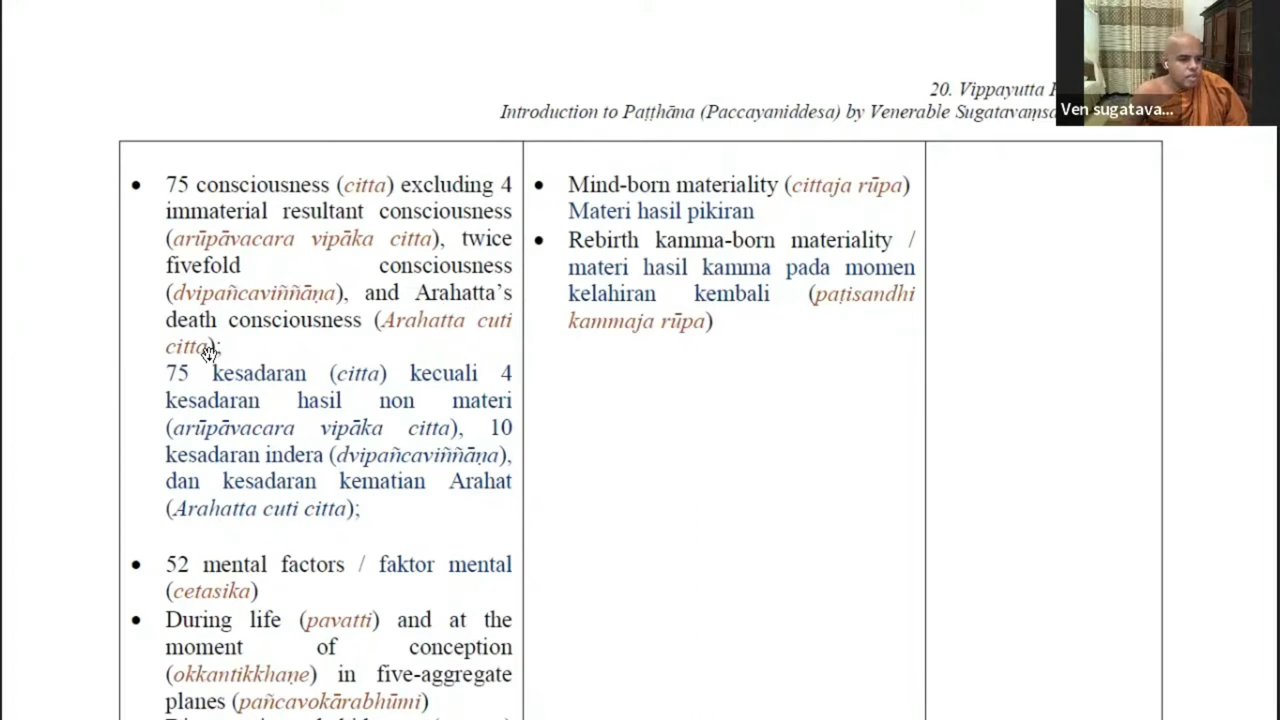 20. Vippayutta
Introduction to Paṭṭhāna (Paccayaniddesa) by Venerable Sugatavaṃsa
Ven sugatava...
• 75 consciousness (citta) excluding 4
immaterial resultant consciousness
(arūpāvacara vipāka citta), twice
fivefold consciousness
(dvipañcaviññāṇa), and Arahatta’s
death consciousness (Arahatta cuti
citta);
75 kesadaran (citta) kecuali 4
kesadaran hasil non materi
(arūpāvacara vipāka citta), 10
kesadaran indera (dvipañcaviññāṇa),
dan kesadaran kematian Arahat
(Arahatta cuti citta);
• 52 mental factors / faktor mental
(cetasika)
• During life (pavatti) and at the
moment of conception
(okkantikkhaṇe) in five-aggregate
planes (pañcavokārabhūmi)
• Mind-born materiality (cittaja rūpa)
Materi hasil pikiran
• Rebirth kamma-born materiality /
materi hasil kamma pada momen
kelahiran kembali (paṭisandhi
kammaja rūpa)